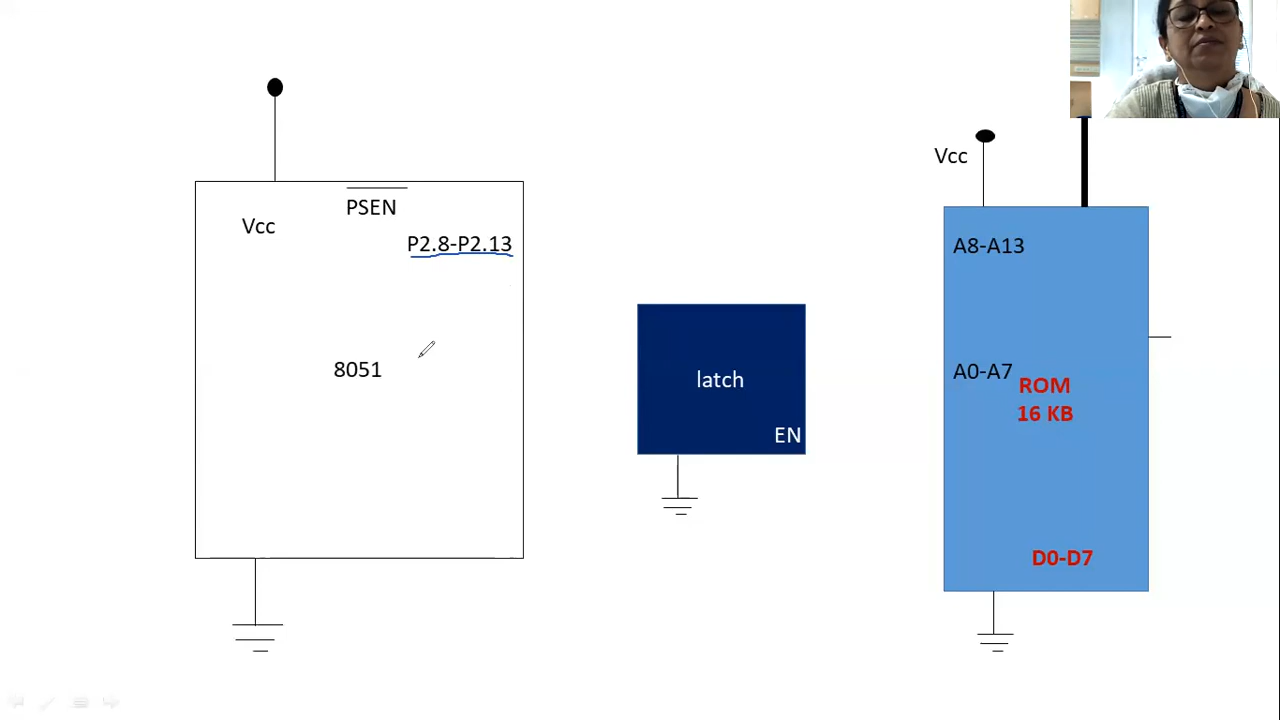 Vcc
PSEN
Vcc
P2.8-P2.13
A8-A13
8051
latch
A0-A7
ROM
16 KB
EN
D0-D7